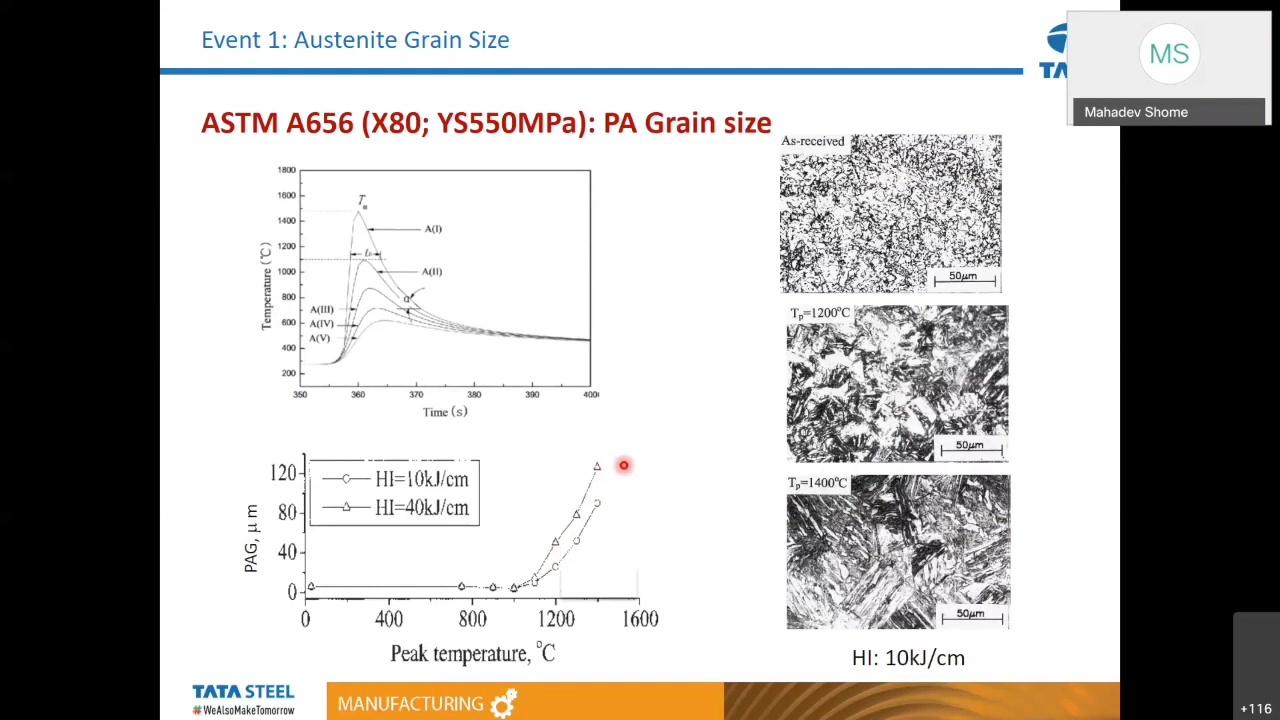 Event 1: Austenite Grain Size
TA
MS
Mahadev Shome
ASTM A656 (X80; YS550MPa): PA Grain size
1800
1600
1400
1200
1000
800
600
400
200
Temperature (℃)
A(I)
A(II)
A(III)
A(IV)
A(V)
350
360
370
380
390
400
Time (s)
HI=10kJ/cm
HI=40kJ/cm
120
80
40
0
PAG, μ m
0
400
800
1200
1600
Peak temperature, °C
As-received
50μm
Tp=1200°C
50μm
Tp=1400°C
50μm
HI: 10kJ/cm
TATA STEEL
#WeAlsoMakeTomorrow
MANUFACTURING
+116